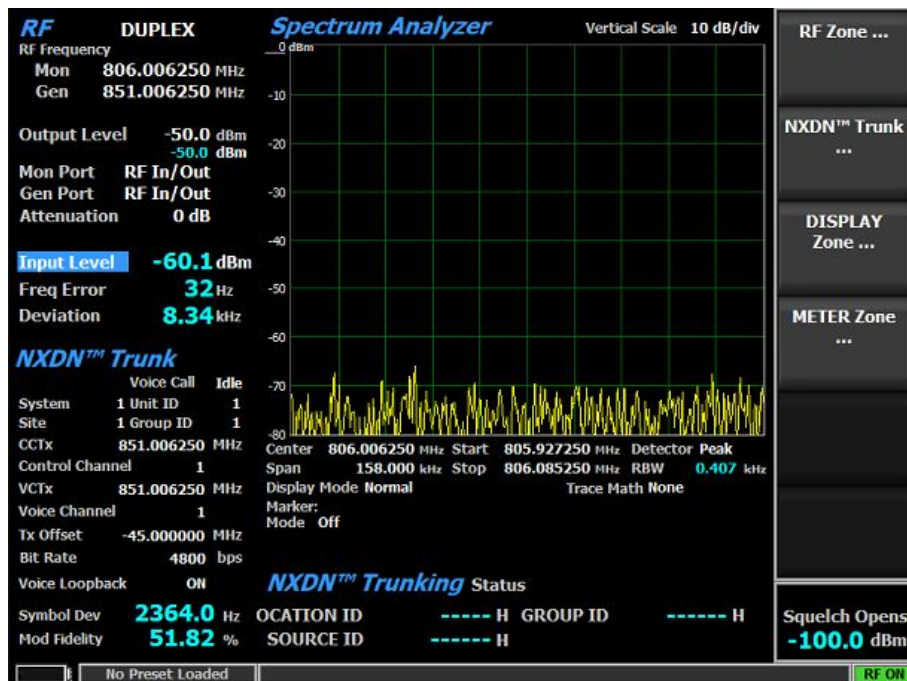 RF DUPLEX
RF Frequency
Mon 806.006250 MHz
Gen 851.006250 MHz
Output Level -50.0 dBm
-50.0 dBm
Mon Port RF In/Out
Gen Port RF In/Out
Attenuation 0 dB
Input Level -60.1 dBm
Freq Error 32 Hz
Deviation 8.34 kHz
NXDN™ Trunk
Voice Call Idle
System 1 Unit ID 1
Site 1 Group ID 1
CCTx 851.006250 MHz
Control Channel 1
VCTx 851.006250 MHz
Voice Channel 1
Tx Offset -45.000000 MHz
Bit Rate 4800 bps
Voice Loopback ON
Symbol Dev 2364.0 Hz
Mod Fidelity 51.82 %
Spectrum Analyzer Vertical Scale 10 dB/div
0 dBm
-10
-20
-30
-40
-50
-60
-70
-80
Center 806.006250 MHz Start 805.927250 MHz Detector Peak
Span 158.000 kHz Stop 806.085250 MHz RBW 0.407 kHz
Display Mode Normal Trace Math None
Marker:
Mode Off
NXDN™ Trunking Status
OCATION ID ----- H GROUP ID ----- H
SOURCE ID ----- H
RF Zone ...
NXDN™ Trunk
...
DISPLAY
Zone ...
METER Zone
...
Squelch Opens
-100.0 dBm
No Preset Loaded
RF ON